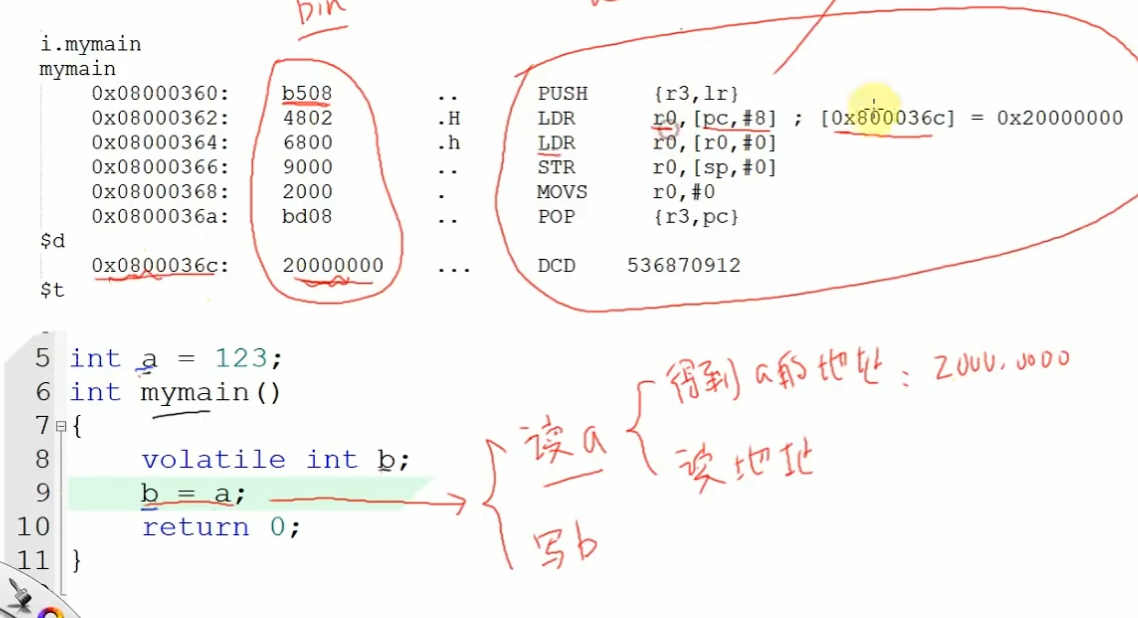 bin
i.mymain
mymain
0x08000360: b508 .. PUSH {r3,lr}
0x08000362: 4802 .H LDR r0,[pc,#8] ; [0x800036c] = 0x20000000
0x08000364: 6800 .h LDR r0,[r0,#0]
0x08000366: 9000 .. STR r0,[sp,#0]
0x08000368: 2000 . MOVS r0,#0
0x0800036a: bd08 .. POP {r3,pc}
$d
0x0800036c: 20000000 ... DCD 536870912
$t
5 int a = 123;
6 int mymain()
7 {
8 volatile int b;
9 b = a;
10 return 0;
11 }
得到a的地址: 2000.0000
读a
读地址
写b